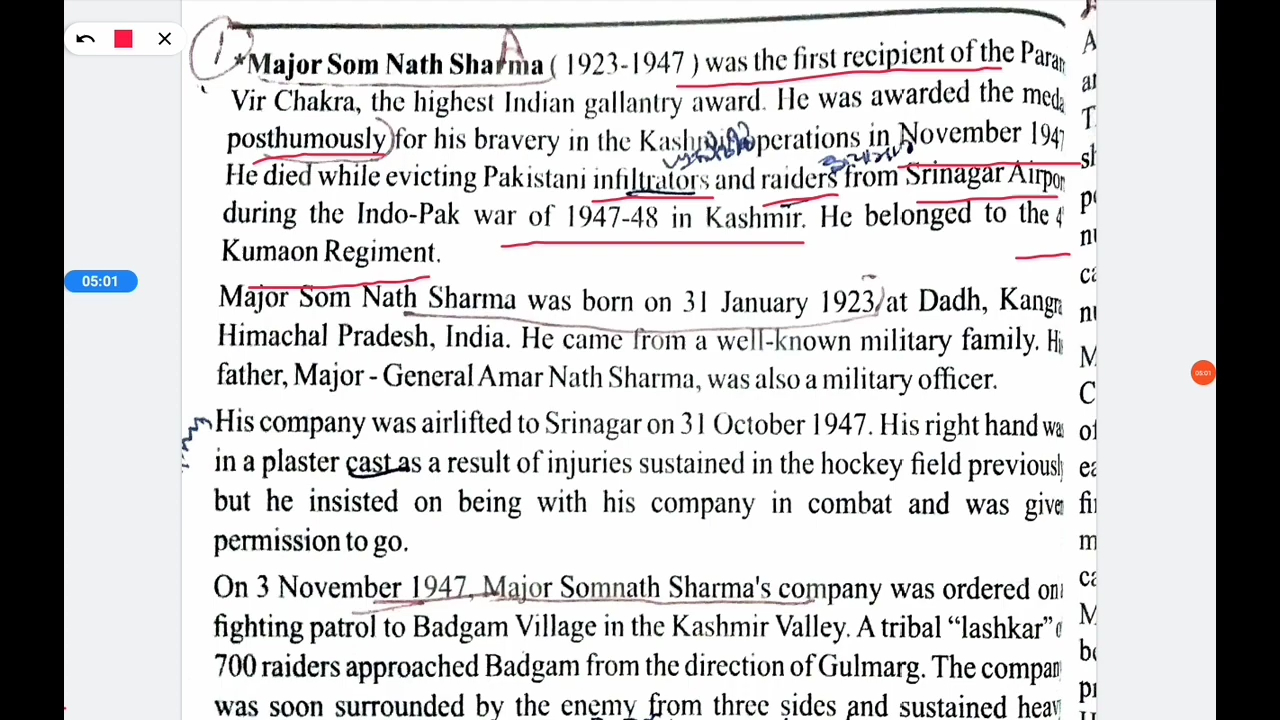 *Major Som Nath Sharma ( 1923-1947 ) was the first recipient of the Param
Vir Chakra, the highest Indian gallantry award. He was awarded the meda
posthumously for his bravery in the operations in November 194
He died while evicting Pakistani infiltrators and raiders from Srinagar Airpor
during the Indo-Pak war of 1947-48 in Kashmir. He belonged to the 4
Kumaon Regiment.
Major Som Nath Sharma was born on 31 January 1923 at Dadh, Kangra
Himachal Pradesh, India. He came from a well-known military family. Hi
father, Major - General Amar Nath Sharma, was also a military officer.
His company was airlifted to Srinagar on 31 October 1947. His right hand wa
in a plaster cast as a result of injuries sustained in the hockey field previousl
but he insisted on being with his company in combat and was give
permission to go.
On 3 November 1947, Major Somnath Sharma's company was ordered on
fighting patrol to Badgam Village in the Kashmir Valley. A tribal "lashkar" o
700 raiders approached Badgam from the direction of Gulmarg. The compan
was soon surrounded by the enemy from three sides and sustained heav
05:01
05:01